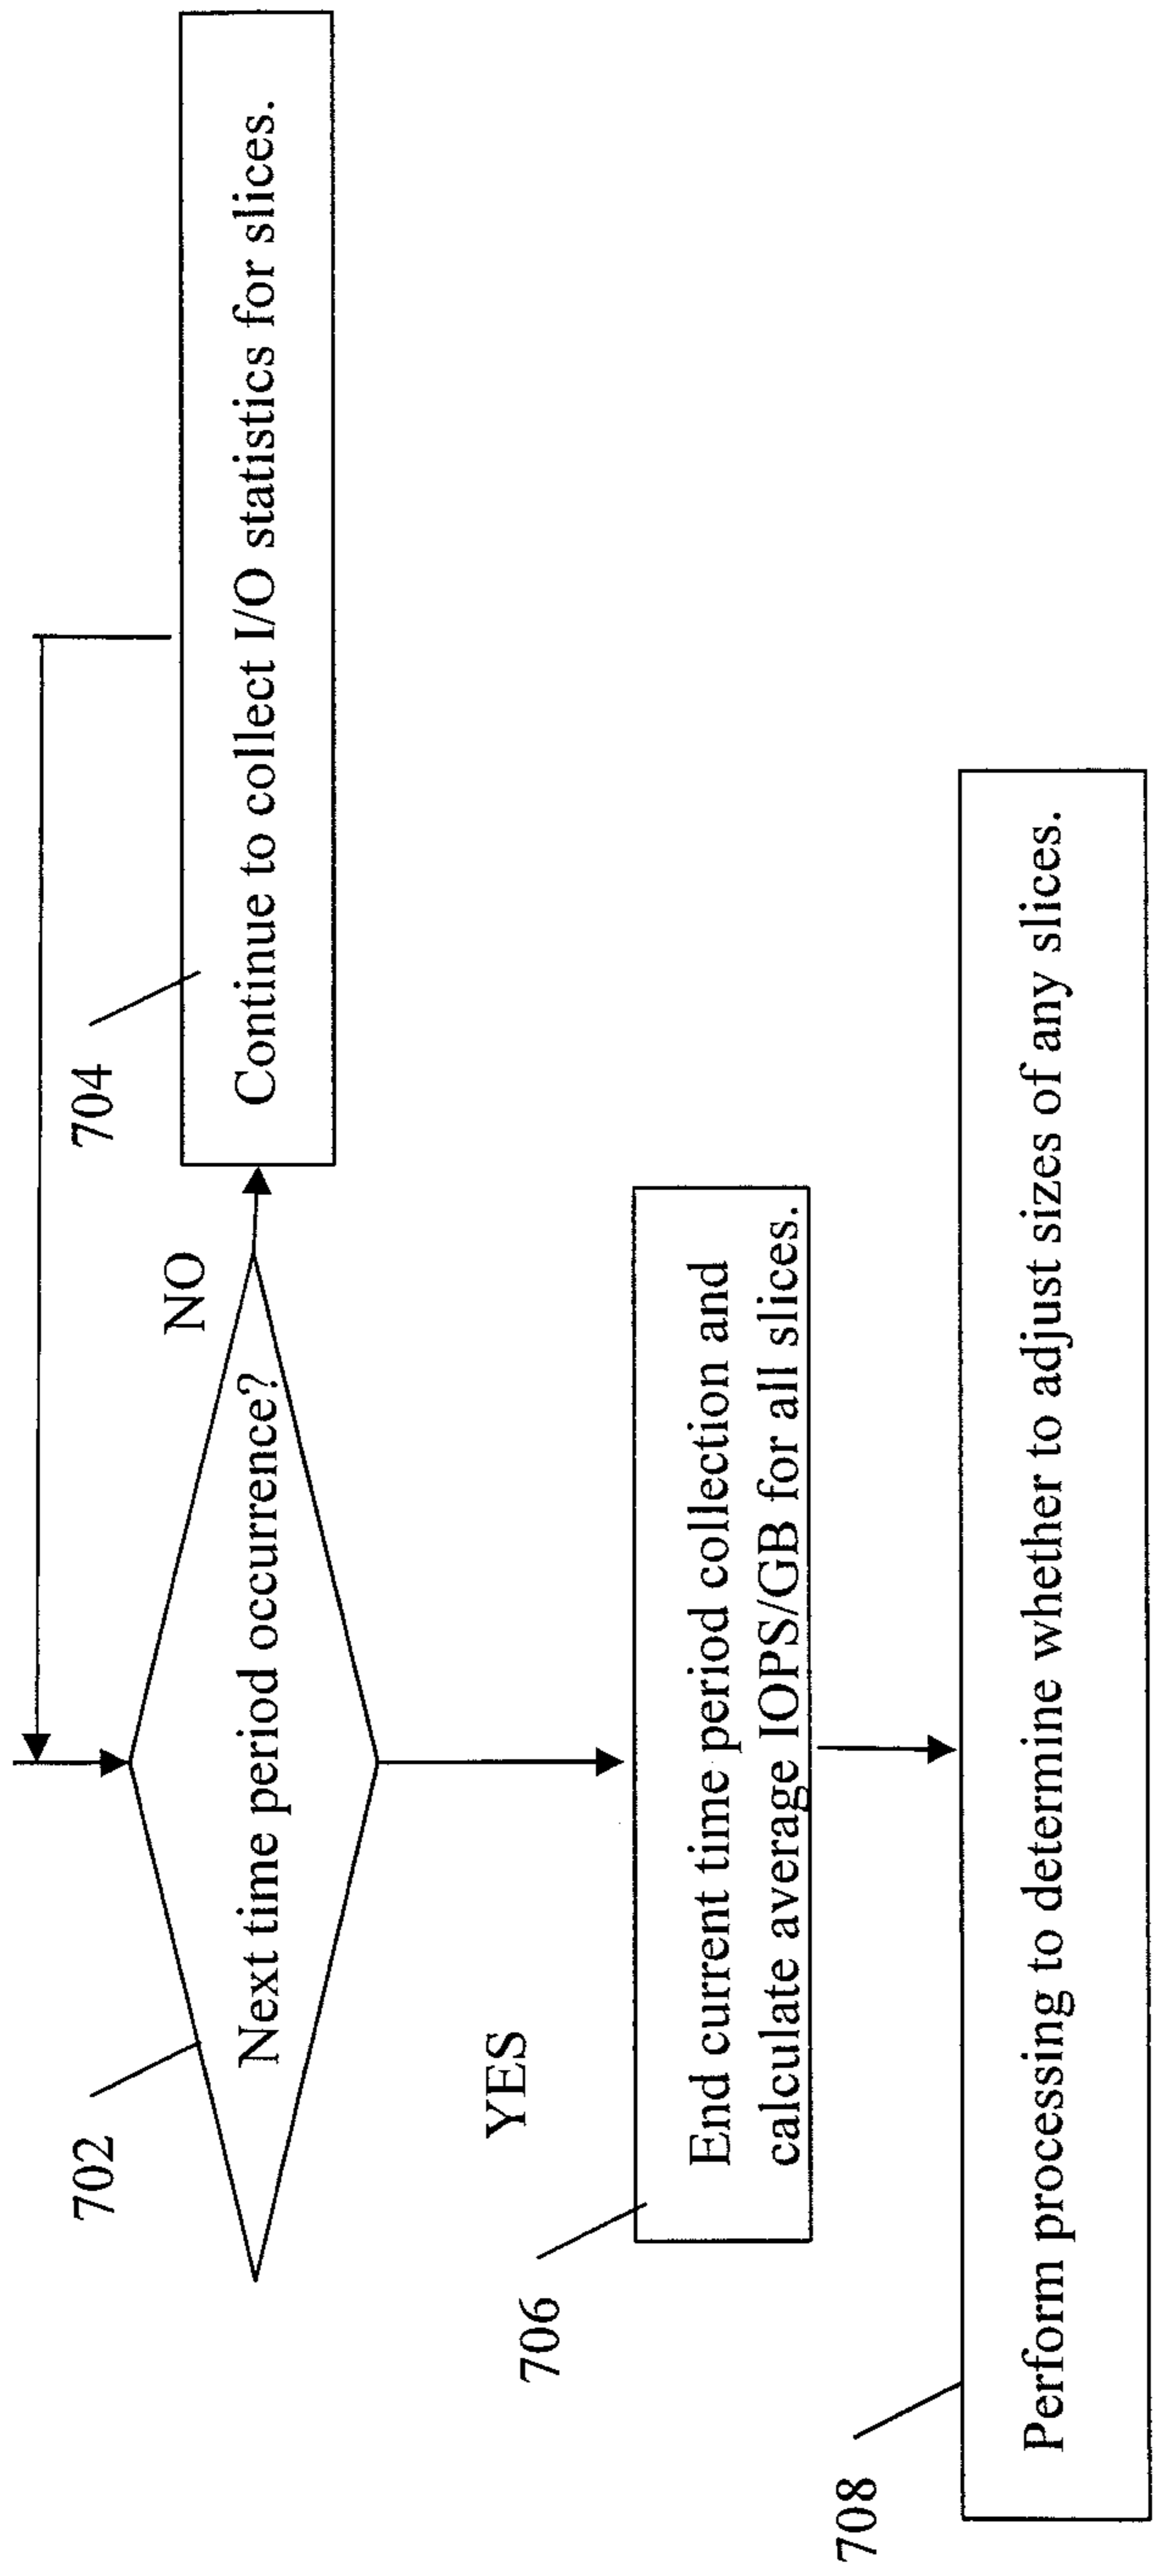 702
Next time period occurrence?
NO
704
Continue to collect I/O statistics for slices.
YES
706
End current time period collection and
calculate average IOPS/GB for all slices.
708
Perform processing to determine whether to adjust sizes of any slices.